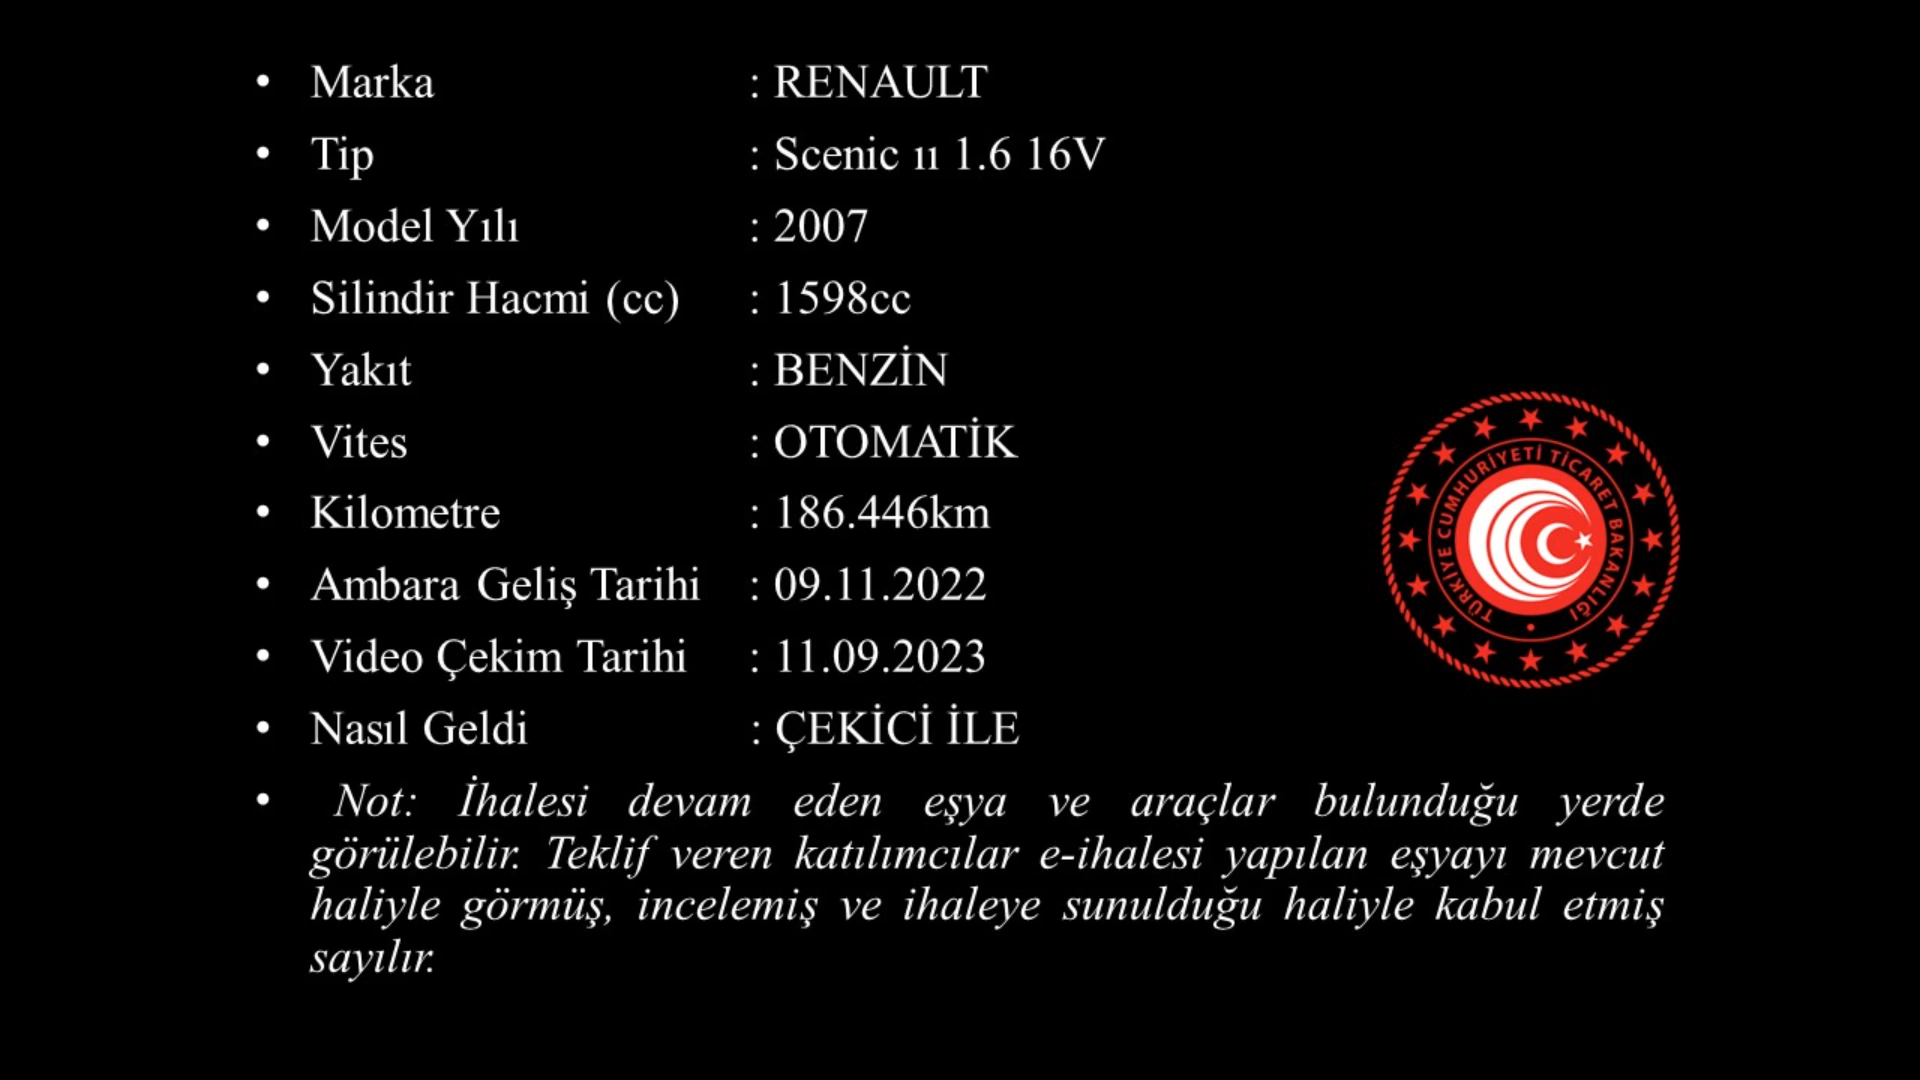 • Marka : RENAULT
• Tip : Scenic ıı 1.6 16V
• Model Yılı : 2007
• Silindir Hacmi (cc) : 1598cc
• Yakıt : BENZİN
• Vites : OTOMATİK
• Kilometre : 186.446km
• Ambara Geliş Tarihi : 09.11.2022
• Video Çekim Tarihi : 11.09.2023
• Nasıl Geldi : ÇEKİCİ İLE
• Not: İhalesi devam eden eşya ve araçlar bulunduğu yerde
görülebilir. Teklif veren katılımcılar e-ihalesi yapılan eşyayı mevcut
haliyle görmüş, incelemiş ve ihaleye sunulduğu haliyle kabul etmiş
sayılır.
TÜRKİYE CUMHURİYETİ TİCARET BAKANLIĞI